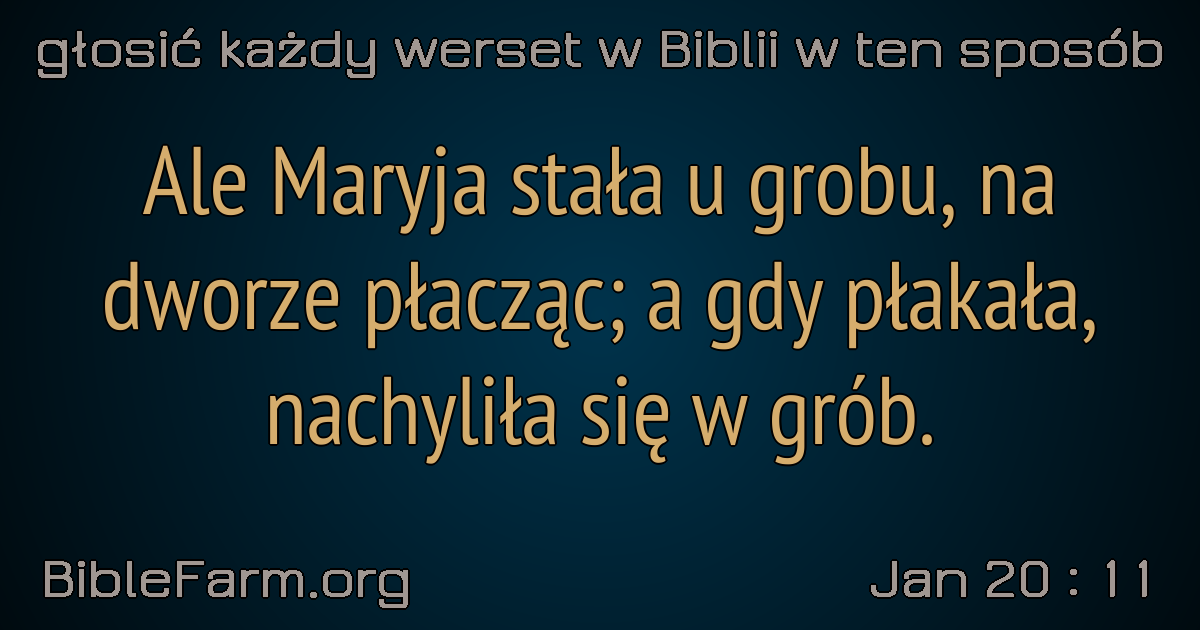 głosić każdy werset w Biblii w ten sposób
Ale Maryja stała u grobu, na
dworze płacząc; a gdy płakała,
nachyliła się w grób.
BibleFarm.org
Jan 20 : 11